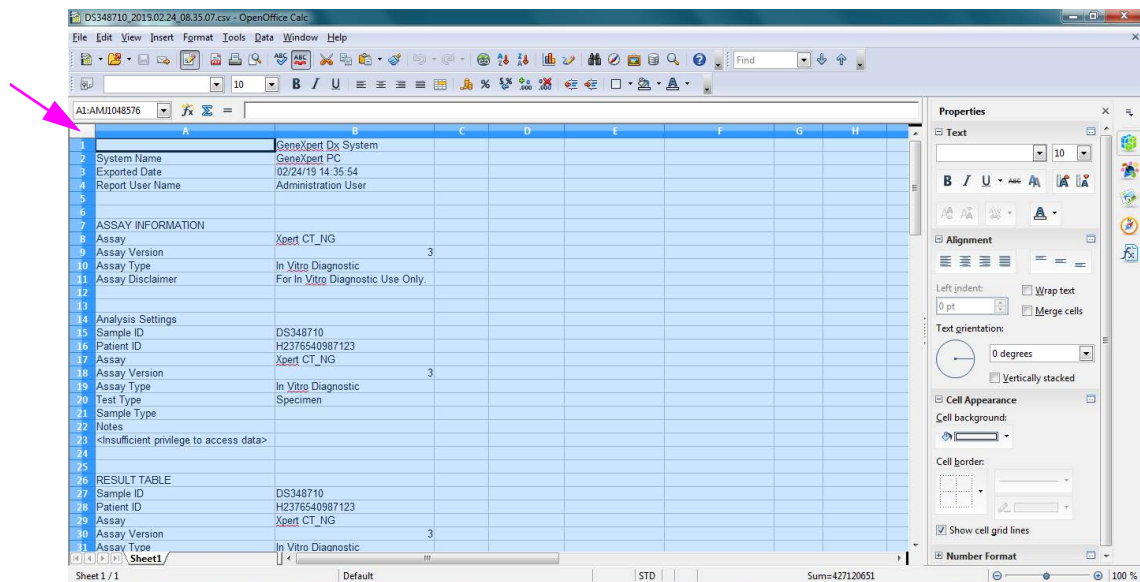 DS348710_2019.02.24_08.35.07.csv - OpenOffice Calc
File Edit View Insert Format Tools Data Window Help
Find
10 B I U
A1:AMJ1048576
A B C D E F G H
1 GeneXpert Dx System
2 System Name GeneXpert PC
3 Exported Date 02/24/19 14:35:54
4 Report User Name Administration User
5
6
7 ASSAY INFORMATION
8 Assay Xpert CT_NG
9 Assay Version 3
10 Assay Type In Vitro Diagnostic
11 Assay Disclaimer For In Vitro Diagnostic Use Only.
12
13
14 Analysis Settings
15 Sample ID DS348710
16 Patient ID H2376540987123
17 Assay Xpert CT_NG
18 Assay Version 3
19 Assay Type In Vitro Diagnostic
20 Test Type Specimen
21 Sample Type
22 Notes
23 <Insufficient privilege to access data>
24
25
26 RESULT TABLE
27 Sample ID DS348710
28 Patient ID H2376540987123
29 Assay Xpert CT_NG
30 Assay Version 3
31 Assay Type In Vitro Diagnostic
Sheet1
Sheet 1 / 1 Default STD Sum=427120651 100 %
Properties
Text
10
B I U ABC
Alignment
Left indent:
Wrap text
0 pt
Merge cells
Text orientation:
0 degrees
Vertically stacked
Cell Appearance
Cell background:
Cell border:
Show cell grid lines
Number Format